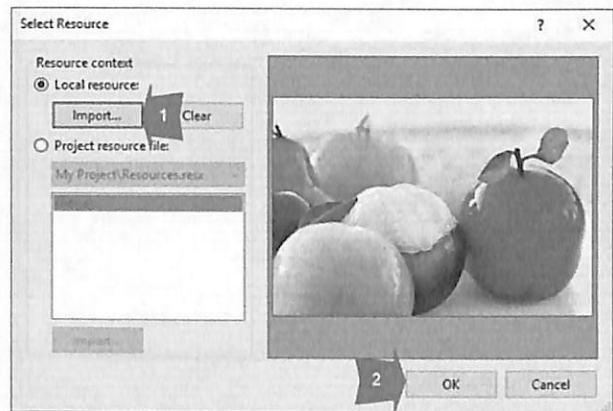 Select Resource ? X
Resource context
Local resource:
Import... 1 Clear
Project resource file:
My Project\Resources.resx
Import...
2 OK Cancel